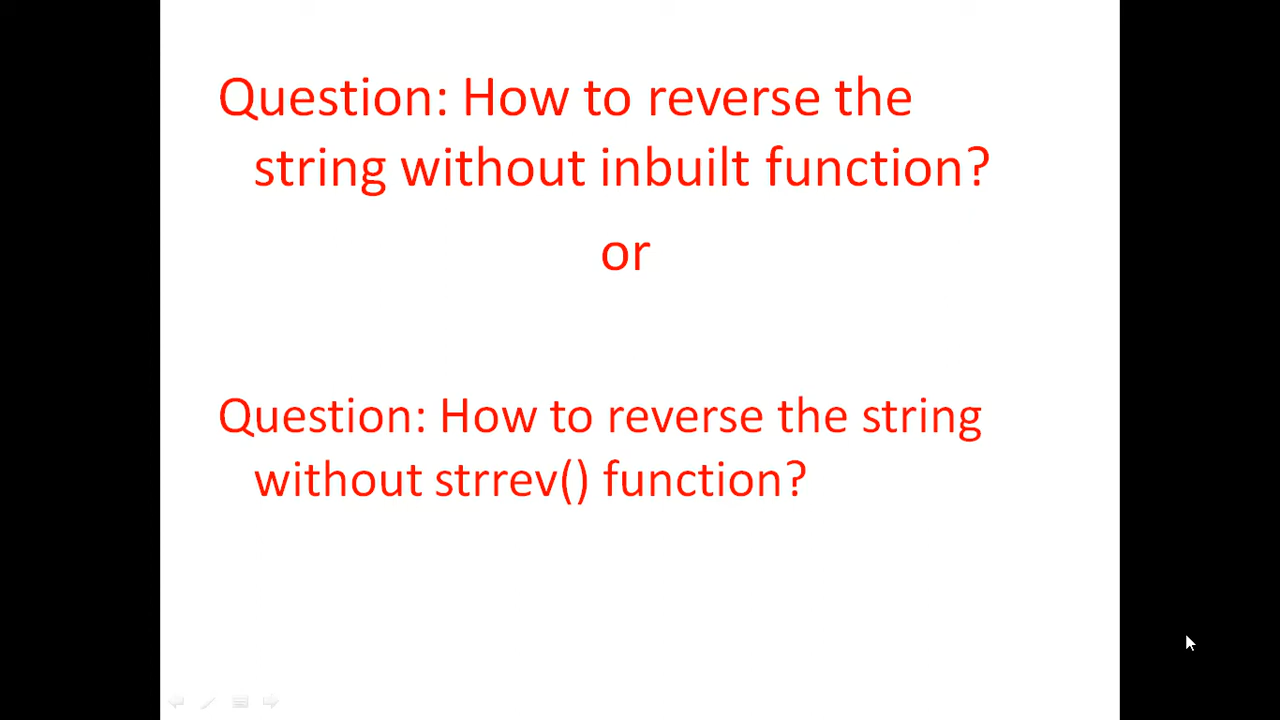 Question: How to reverse the
string without inbuilt function?
or
Question: How to reverse the string
without strrev() function?